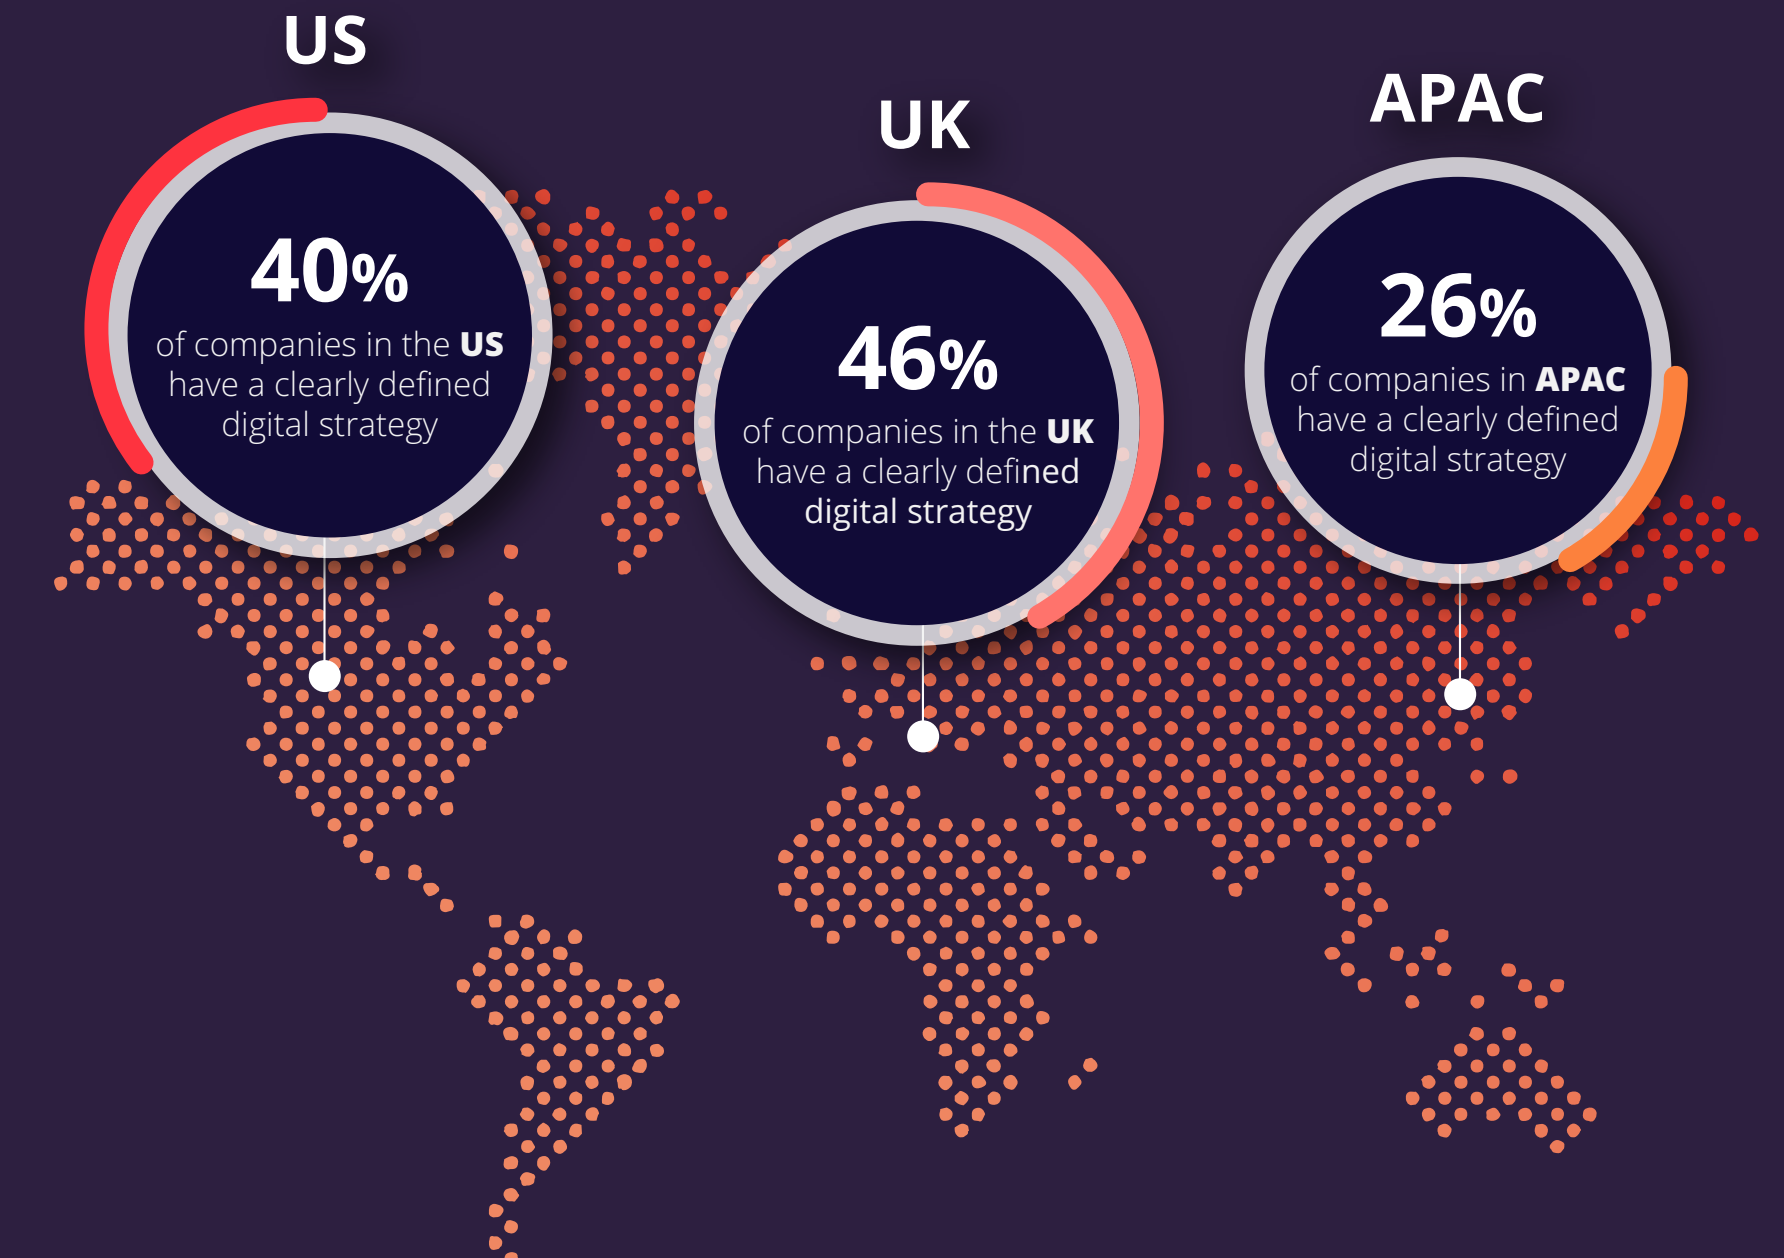 US
40%
of companies in the US
have a clearly defined
digital strategy
UK
46%
of companies in the UK
have a clearly defined
digital strategy
APAC
26%
of companies in APAC
have a clearly defined
digital strategy